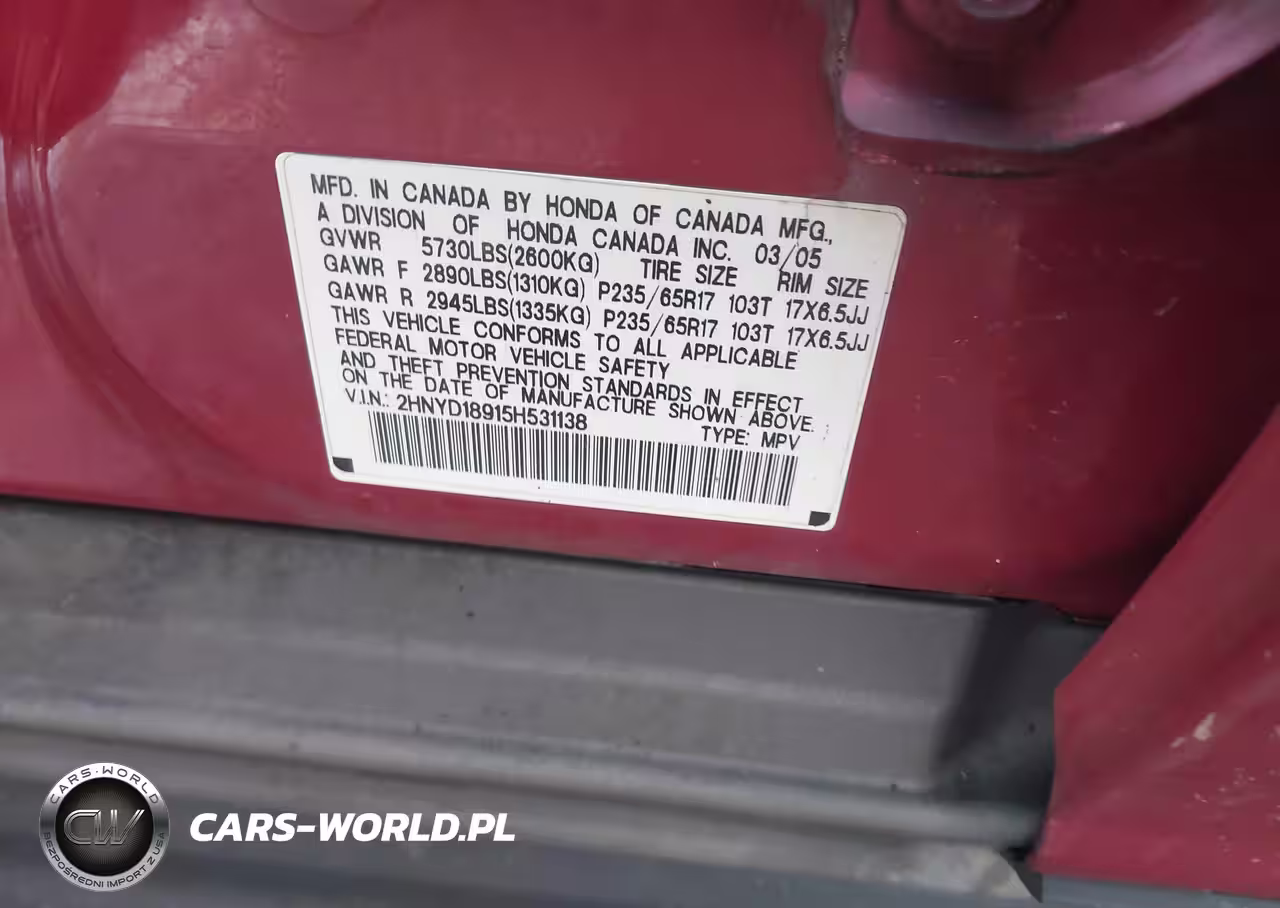 MFD. IN CANADA BY HONDA OF CANADA MFG.,
A DIVISION OF HONDA CANADA INC. 03/05
GVWR 5730LBS(2600KG) TIRE SIZE RIM SIZE
GAWR F 2890LBS(1310KG) P235/65R17 103T 17X6.5JJ
GAWR R 2945LBS(1335KG) P235/65R17 103T 17X6.5JJ
THIS VEHICLE CONFORMS TO ALL APPLICABLE
FEDERAL MOTOR VEHICLE SAFETY
AND THEFT PREVENTION STANDARDS IN EFFECT
ON THE DATE OF MANUFACTURE SHOWN ABOVE.
V.I.N.: 2HNYD18915H531138
TYPE: MPV
CARS-WORLD
CW
BEZPOŚREDNI IMPORT Z USA
CARS-WORLD.PL